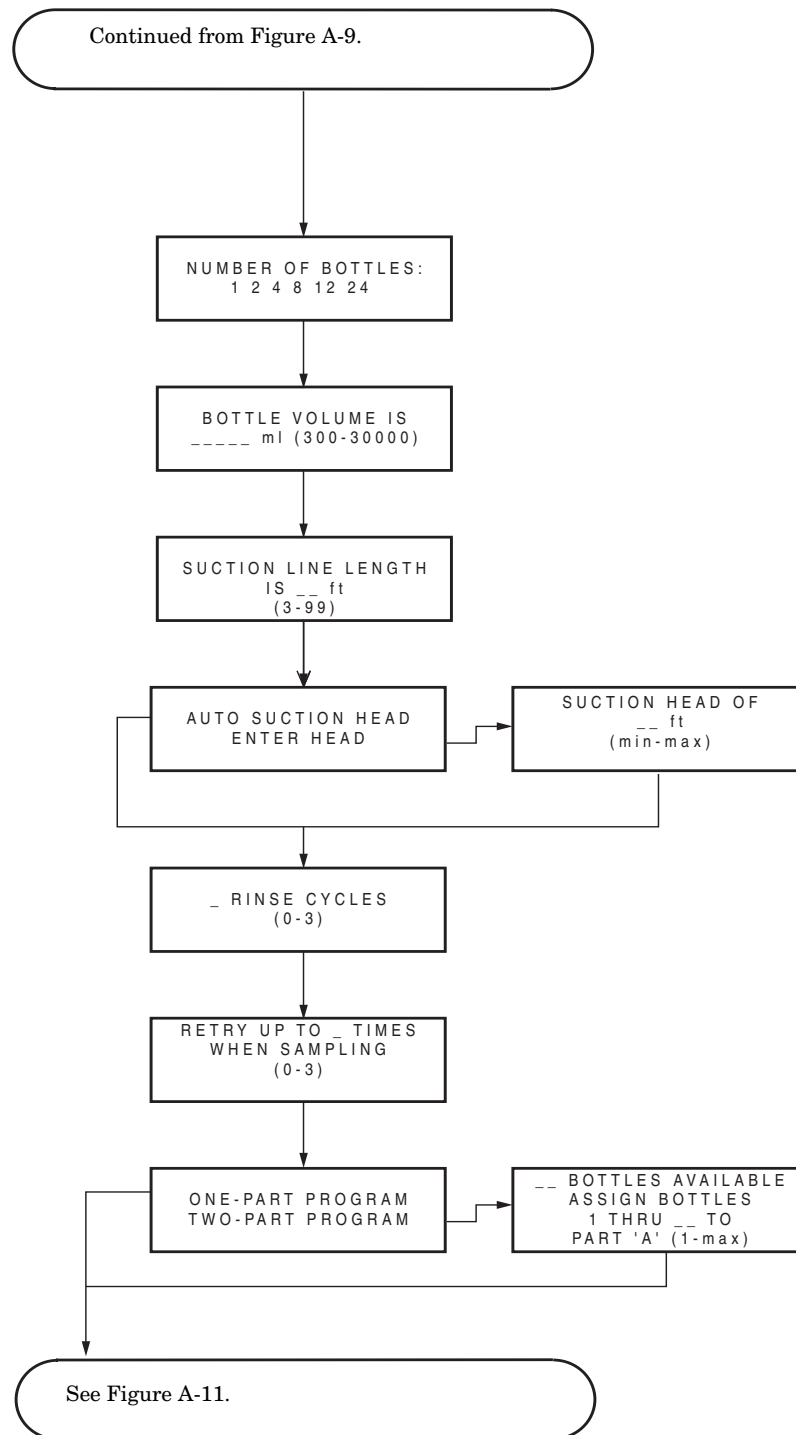 Continued from Figure A-9.
NUMBER OF BOTTLES:
1 2 4 8 12 24
BOTTLE VOLUME IS
_____ ml (300-30000)
SUCTION LINE LENGTH
IS __ ft
(3-99)
AUTO SUCTION HEAD
ENTER HEAD
SUCTION HEAD OF
__ ft
(min-max)
_ RINSE CYCLES
(0-3)
RETRY UP TO _ TIMES
WHEN SAMPLING
(0-3)
ONE-PART PROGRAM
TWO-PART PROGRAM
__ BOTTLES AVAILABLE
ASSIGN BOTTLES
1 THRU __ TO
PART 'A' (1-max)
See Figure A-11.